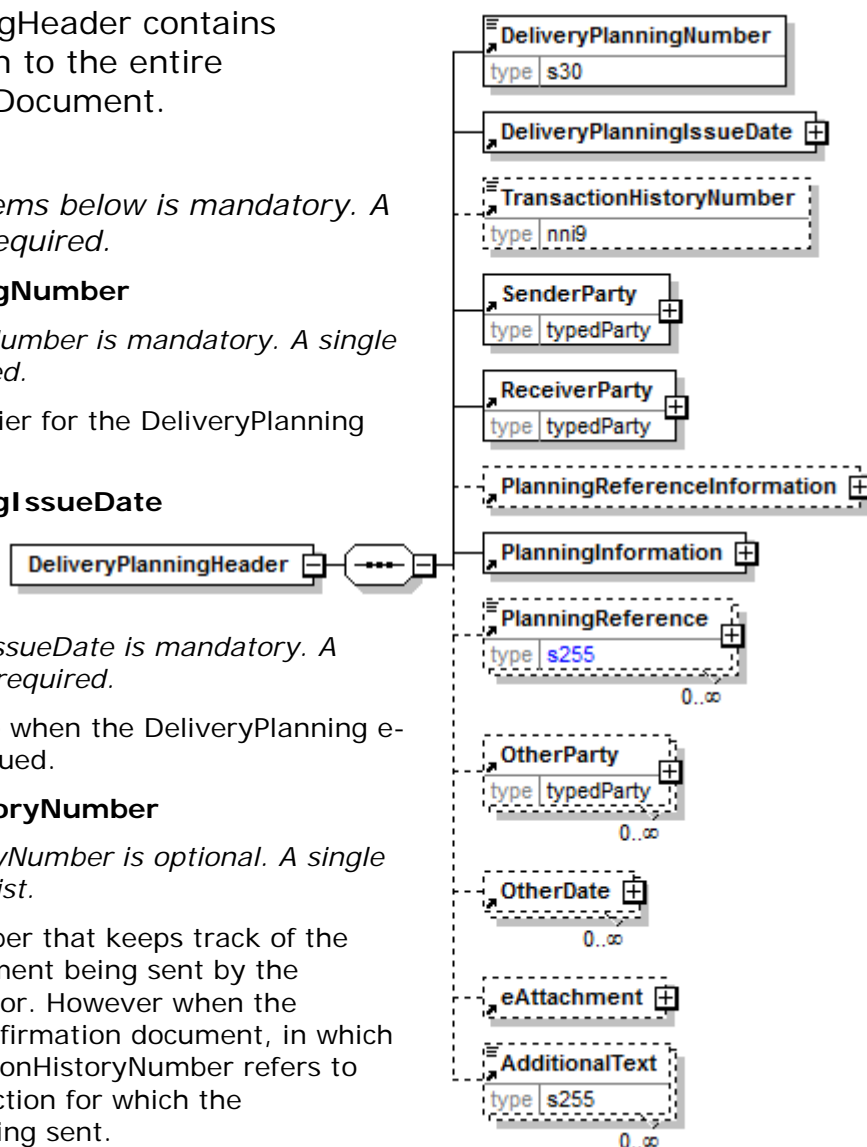 gHeader contains
n to the entire
Document.
ems below is mandatory. A
equired.
gNumber
Number is mandatory. A single
ed.
ier for the DeliveryPlanning
gIssueDate
ssueDate is mandatory. A
required.
when the DeliveryPlanning e-
ued.
oryNumber
yNumber is optional. A single
ist.
ber that keeps track of the
ment being sent by the
or. However when the
firmation document, in which
onHistoryNumber refers to
ction for which the
ing sent.
DeliveryPlanningHeader
DeliveryPlanningNumber
type s30
DeliveryPlanningIssueDate
TransactionHistoryNumber
type nni9
SenderParty
type typedParty
ReceiverParty
type typedParty
PlanningReferenceInformation
PlanningInformation
PlanningReference
type s255
0..∞
OtherParty
type typedParty
0..∞
OtherDate
0..∞
eAttachment
AdditionalText
type s255
0..∞